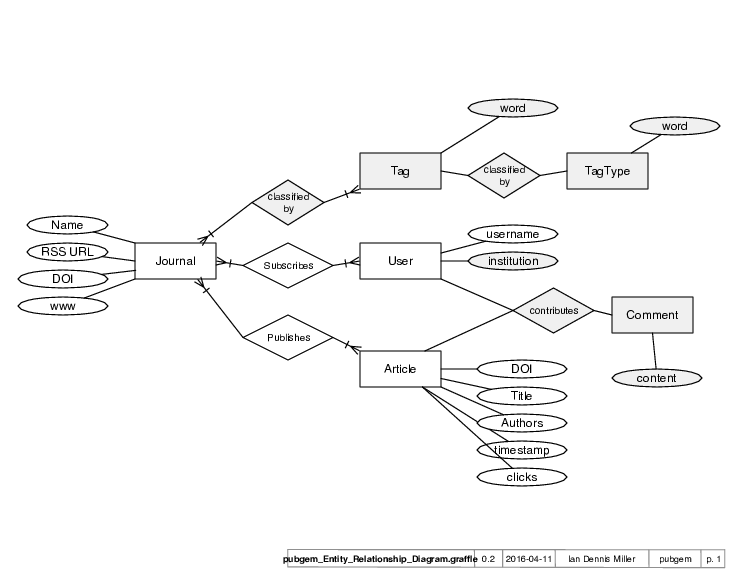 word
word
Tag
classified
by
TagType
classified
by
Name
username
RSS URL
Journal
Subscribes
User
institution
DOI
www
contributes
Comment
Publishes
Article
DOI
content
Title
Authors
timestamp
clicks
pubgem_Entity_Relationship_Diagram.graffle 0.2 2016-04-11 Ian Dennis Miller pubgem p. 1